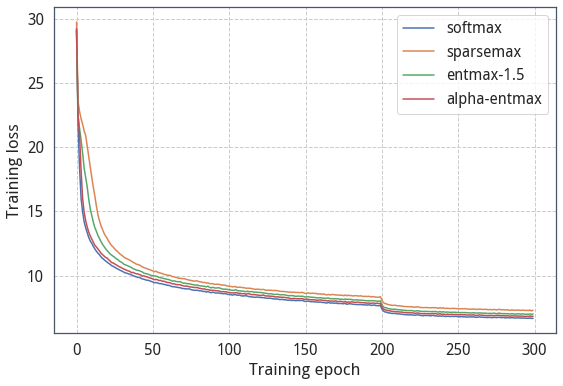 30
25
20
15
10
Training loss
softmax
sparsemax
entmax-1.5
alpha-entmax
0 50 100 150 200 250 300
Training epoch